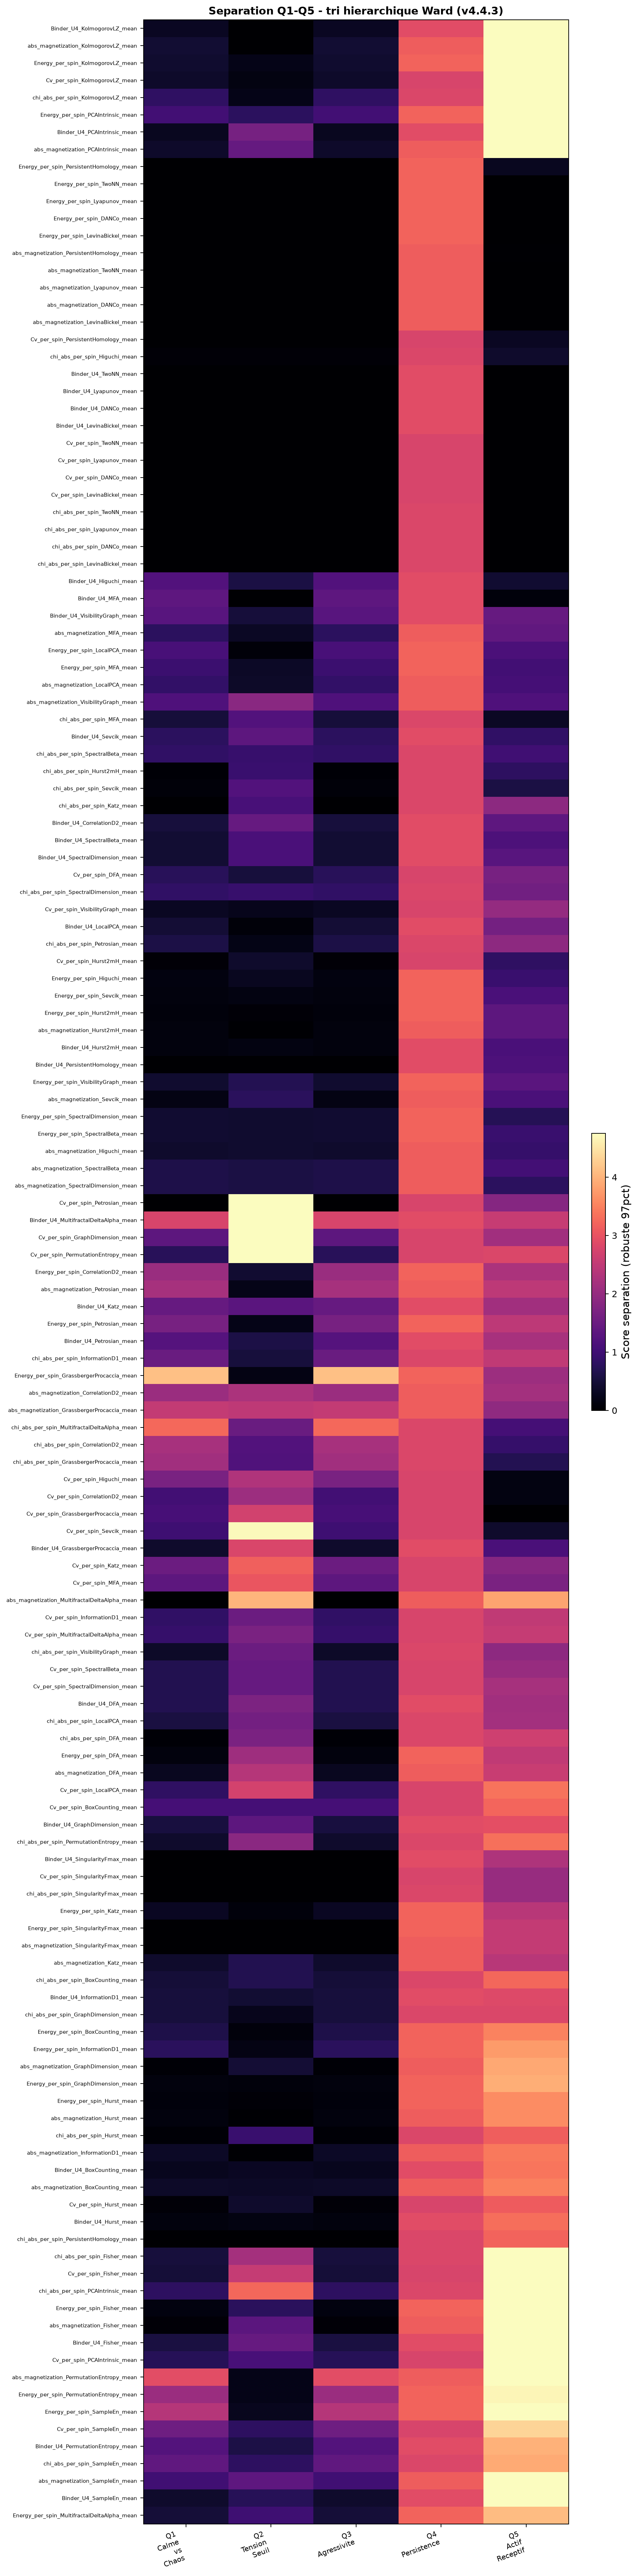 Separation Q1-Q5 - tri hierarchique Ward (v4.4.3)
Binder_U4_KolmogorovLZ_mean
abs_magnetization_KolmogorovLZ_mean
Energy_per_spin_KolmogorovLZ_mean
Cv_per_spin_KolmogorovLZ_mean
chi_abs_per_spin_KolmogorovLZ_mean
Energy_per_spin_PCAIntrinsic_mean
Binder_U4_PCAIntrinsic_mean
abs_magnetization_PCAIntrinsic_mean
Energy_per_spin_PersistentHomology_mean
Energy_per_spin_TwoNN_mean
Energy_per_spin_Lyapunov_mean
Energy_per_spin_DANCo_mean
Energy_per_spin_LevinaBickel_mean
abs_magnetization_PersistentHomology_mean
abs_magnetization_TwoNN_mean
abs_magnetization_Lyapunov_mean
abs_magnetization_DANCo_mean
abs_magnetization_LevinaBickel_mean
Cv_per_spin_PersistentHomology_mean
chi_abs_per_spin_Higuchi_mean
Binder_U4_TwoNN_mean
Binder_U4_Lyapunov_mean
Binder_U4_DANCo_mean
Binder_U4_LevinaBickel_mean
Cv_per_spin_TwoNN_mean
Cv_per_spin_Lyapunov_mean
Cv_per_spin_DANCo_mean
Cv_per_spin_LevinaBickel_mean
chi_abs_per_spin_TwoNN_mean
chi_abs_per_spin_Lyapunov_mean
chi_abs_per_spin_DANCo_mean
chi_abs_per_spin_LevinaBickel_mean
Binder_U4_Higuchi_mean
Binder_U4_MFA_mean
Binder_U4_VisibilityGraph_mean
abs_magnetization_MFA_mean
Energy_per_spin_LocalPCA_mean
Energy_per_spin_MFA_mean
abs_magnetization_LocalPCA_mean
abs_magnetization_VisibilityGraph_mean
chi_abs_per_spin_MFA_mean
Binder_U4_Sevcik_mean
chi_abs_per_spin_SpectralBeta_mean
chi_abs_per_spin_Hurst2mH_mean
chi_abs_per_spin_Sevcik_mean
chi_abs_per_spin_Katz_mean
Binder_U4_CorrelationD2_mean
Binder_U4_SpectralBeta_mean
Binder_U4_SpectralDimension_mean
Cv_per_spin_DFA_mean
chi_abs_per_spin_SpectralDimension_mean
Cv_per_spin_VisibilityGraph_mean
Binder_U4_LocalPCA_mean
chi_abs_per_spin_Petrosian_mean
Cv_per_spin_Hurst2mH_mean
Energy_per_spin_Higuchi_mean
Energy_per_spin_Sevcik_mean
Energy_per_spin_Hurst2mH_mean
abs_magnetization_Hurst2mH_mean
Binder_U4_Hurst2mH_mean
Binder_U4_PersistentHomology_mean
Energy_per_spin_VisibilityGraph_mean
abs_magnetization_Sevcik_mean
Energy_per_spin_SpectralDimension_mean
Energy_per_spin_SpectralBeta_mean
abs_magnetization_Higuchi_mean
abs_magnetization_SpectralBeta_mean
abs_magnetization_SpectralDimension_mean
Cv_per_spin_Petrosian_mean
Binder_U4_MultifractalDeltaAlpha_mean
Cv_per_spin_GraphDimension_mean
Cv_per_spin_PermutationEntropy_mean
Energy_per_spin_CorrelationD2_mean
abs_magnetization_Petrosian_mean
Binder_U4_Katz_mean
Energy_per_spin_Petrosian_mean
Binder_U4_Petrosian_mean
chi_abs_per_spin_InformationD1_mean
Energy_per_spin_GrassbergerProcaccia_mean
abs_magnetization_CorrelationD2_mean
abs_magnetization_GrassbergerProcaccia_mean
chi_abs_per_spin_MultifractalDeltaAlpha_mean
chi_abs_per_spin_CorrelationD2_mean
chi_abs_per_spin_GrassbergerProcaccia_mean
Cv_per_spin_Higuchi_mean
Cv_per_spin_CorrelationD2_mean
Cv_per_spin_GrassbergerProcaccia_mean
Cv_per_spin_Sevcik_mean
Binder_U4_GrassbergerProcaccia_mean
Cv_per_spin_Katz_mean
Cv_per_spin_MFA_mean
abs_magnetization_MultifractalDeltaAlpha_mean
Cv_per_spin_InformationD1_mean
Cv_per_spin_MultifractalDeltaAlpha_mean
chi_abs_per_spin_VisibilityGraph_mean
Cv_per_spin_SpectralBeta_mean
Cv_per_spin_SpectralDimension_mean
Binder_U4_DFA_mean
chi_abs_per_spin_LocalPCA_mean
chi_abs_per_spin_DFA_mean
Energy_per_spin_DFA_mean
abs_magnetization_DFA_mean
Cv_per_spin_LocalPCA_mean
Cv_per_spin_BoxCounting_mean
Binder_U4_GraphDimension_mean
chi_abs_per_spin_PermutationEntropy_mean
Binder_U4_SingularityFmax_mean
Cv_per_spin_SingularityFmax_mean
chi_abs_per_spin_SingularityFmax_mean
Energy_per_spin_Katz_mean
Energy_per_spin_SingularityFmax_mean
abs_magnetization_SingularityFmax_mean
abs_magnetization_Katz_mean
chi_abs_per_spin_BoxCounting_mean
Binder_U4_InformationD1_mean
chi_abs_per_spin_GraphDimension_mean
Energy_per_spin_BoxCounting_mean
Energy_per_spin_InformationD1_mean
abs_magnetization_GraphDimension_mean
Energy_per_spin_GraphDimension_mean
Energy_per_spin_Hurst_mean
abs_magnetization_Hurst_mean
chi_abs_per_spin_Hurst_mean
abs_magnetization_InformationD1_mean
Binder_U4_BoxCounting_mean
abs_magnetization_BoxCounting_mean
Cv_per_spin_Hurst_mean
Binder_U4_Hurst_mean
chi_abs_per_spin_PersistentHomology_mean
chi_abs_per_spin_Fisher_mean
Cv_per_spin_Fisher_mean
chi_abs_per_spin_PCAIntrinsic_mean
Energy_per_spin_Fisher_mean
abs_magnetization_Fisher_mean
Binder_U4_Fisher_mean
Cv_per_spin_PCAIntrinsic_mean
abs_magnetization_PermutationEntropy_mean
Energy_per_spin_PermutationEntropy_mean
Energy_per_spin_SampleEn_mean
Cv_per_spin_SampleEn_mean
Binder_U4_PermutationEntropy_mean
chi_abs_per_spin_SampleEn_mean
abs_magnetization_SampleEn_mean
Binder_U4_SampleEn_mean
Energy_per_spin_MultifractalDeltaAlpha_mean
Q1
Calme
vs
Chaos
Q2
Tension
Seuil
Q3
Agressivite
Q4
Persistence
Q5
Actif
Receptif
4
3
2
1
0
Score separation (robuste 97pct)